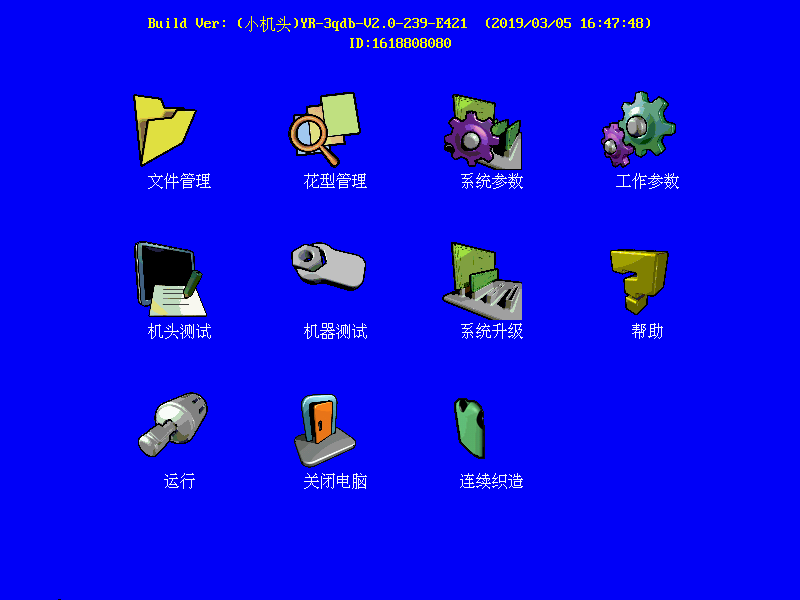 Build Ver: (小机头)YR-3qdb-V2.0-239-E421 (2019/03/05 16:47:48)
ID:1618808080
文件管理 花型管理 系统参数 工作参数
机头测试 机器测试 系统升级 帮助
运行 关闭电脑 连续织造